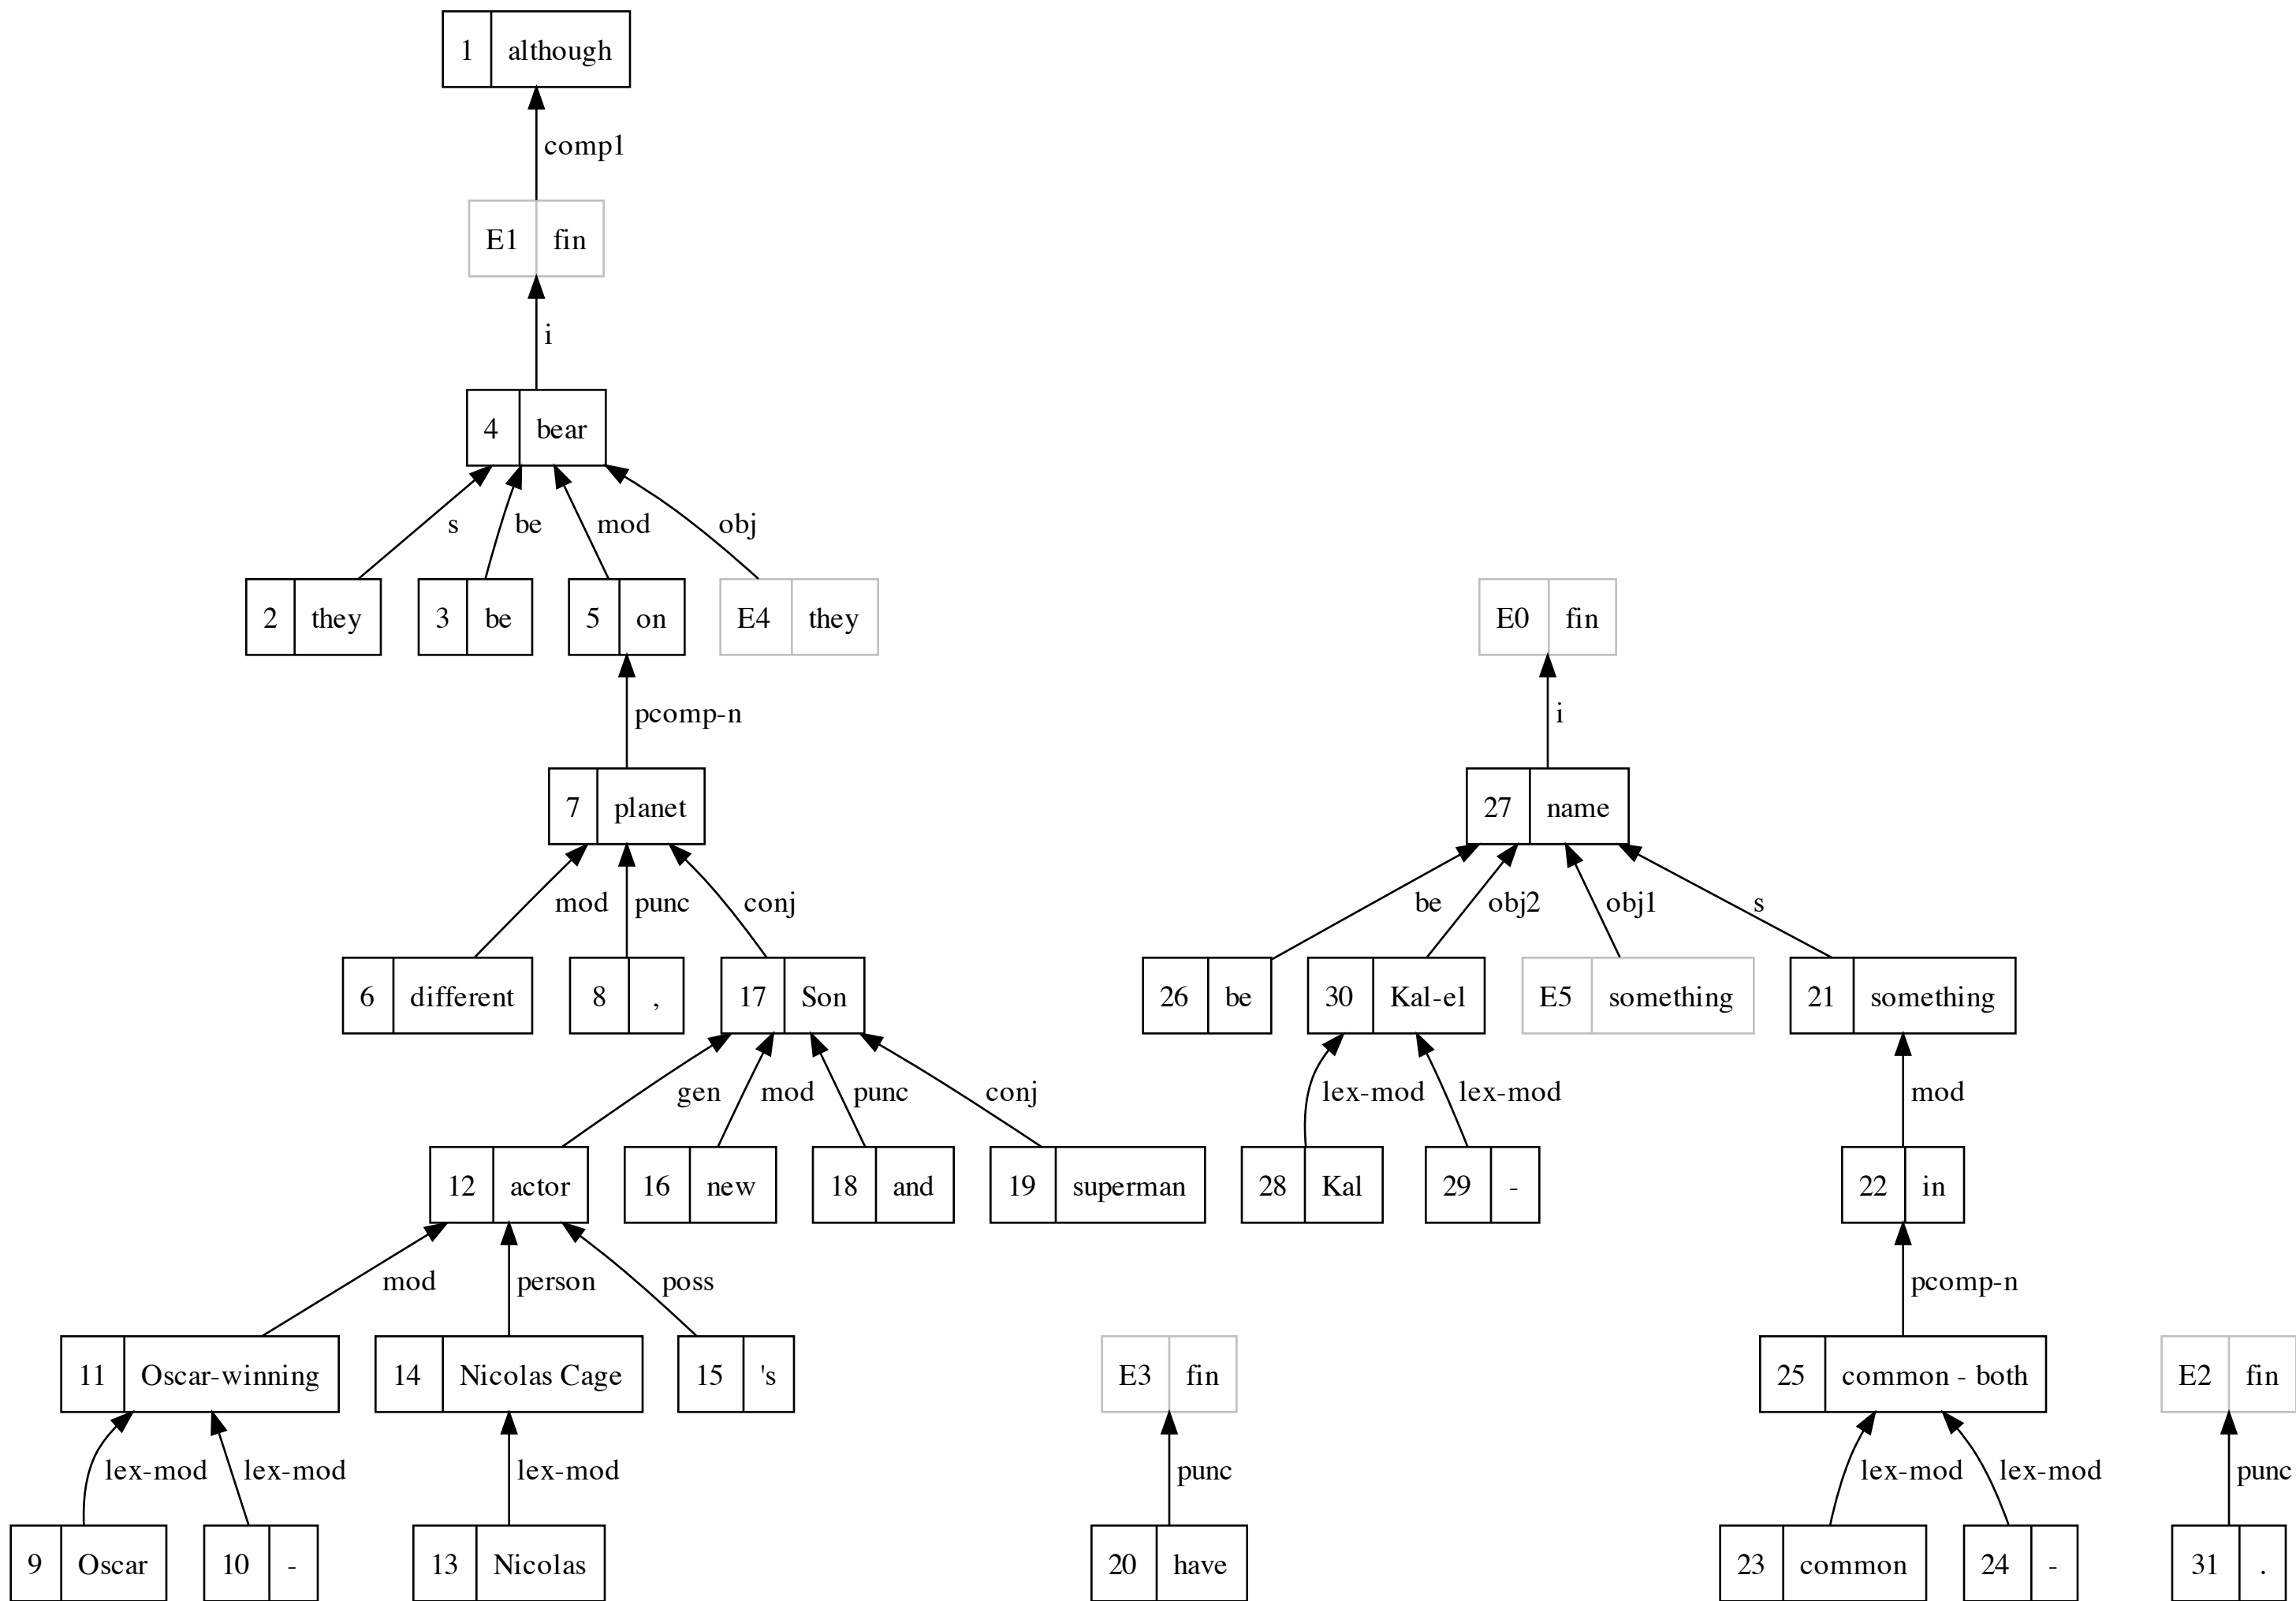 1 although
comp1
E1 fin
i
4 bear
s be mod obj
2 they 3 be 5 on E4 they E0 fin
pcomp-n i
7 planet 27 name
mod punc conj be obj2 obj1 s
6 different 8 , 17 Son 26 be 30 Kal-el E5 something 21 something
gen mod punc conj lex-mod lex-mod mod
12 actor 16 new 18 and 19 superman 28 Kal 29 - 22 in
mod person poss pcomp-n
11 Oscar-winning 14 Nicolas Cage 15 's E3 fin 25 common - both E2 fin
lex-mod lex-mod lex-mod punc lex-mod lex-mod punc
9 Oscar 10 - 13 Nicolas 20 have 23 common 24 - 31 .